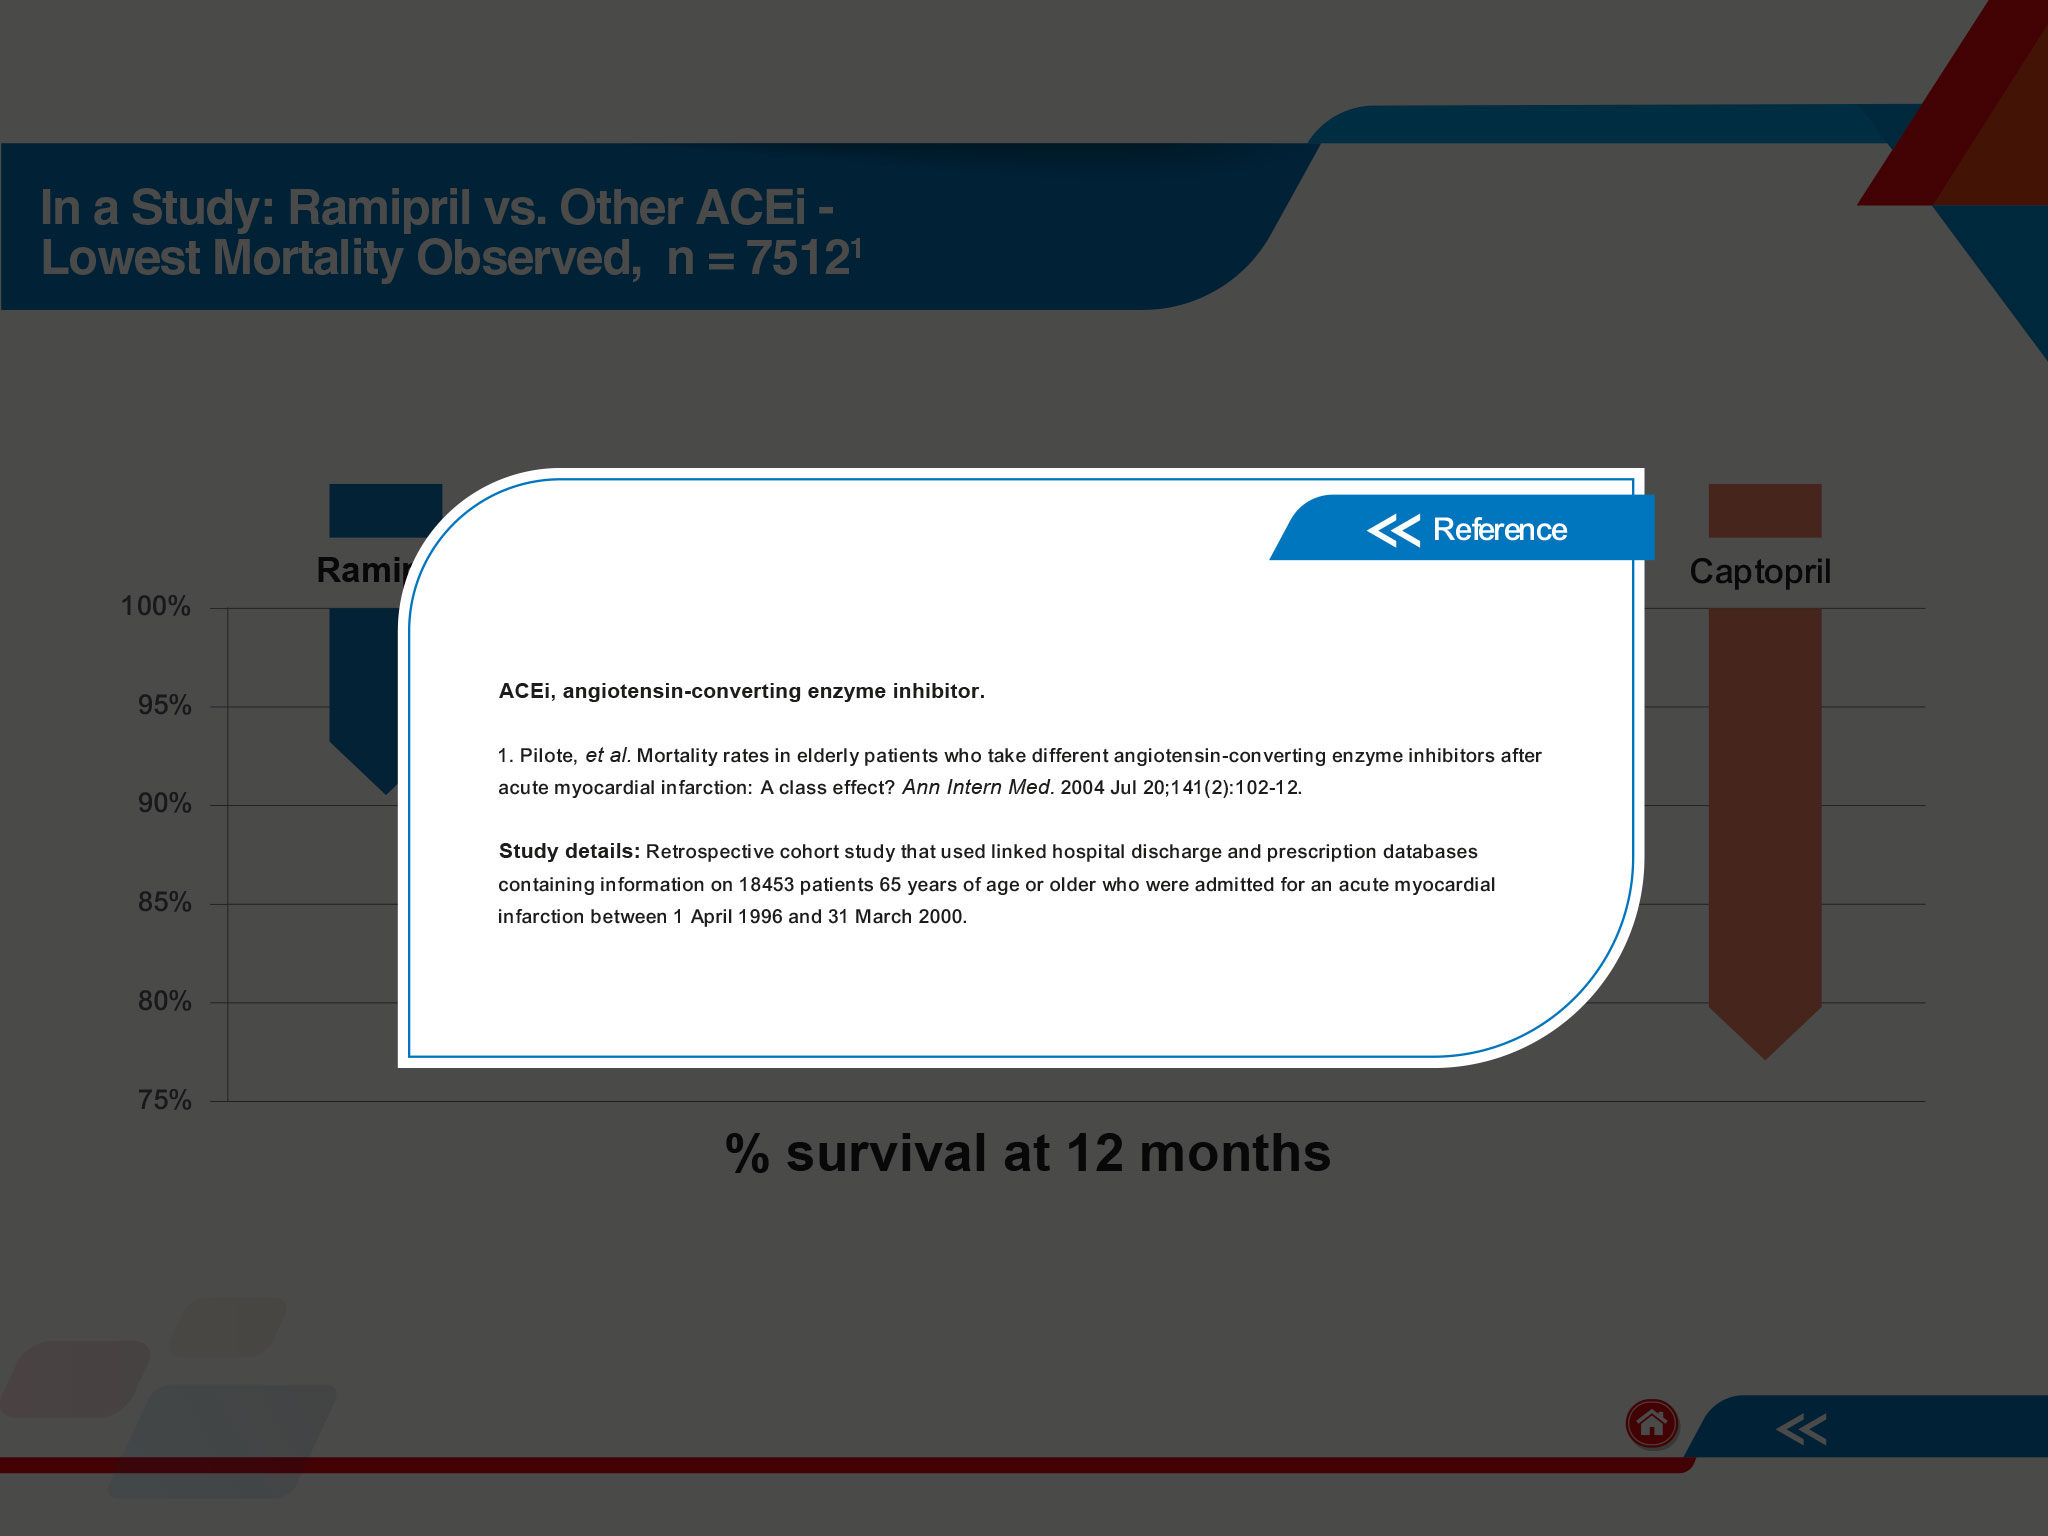 In a Study: Ramipril vs. Other ACEi -
Lowest Mortality Observed, n = 7512¹
Captopril
100%
95%
90%
85%
80%
75%
% survival at 12 months
Reference
ACEi, angiotensin-converting enzyme inhibitor.
1. Pilote, et al. Mortality rates in elderly patients who take different angiotensin-converting enzyme inhibitors after
acute myocardial infarction: A class effect? Ann Intern Med. 2004 Jul 20;141(2):102-12.
Study details: Retrospective cohort study that used linked hospital discharge and prescription databases
containing information on 18453 patients 65 years of age or older who were admitted for an acute myocardial
infarction between 1 April 1996 and 31 March 2000.